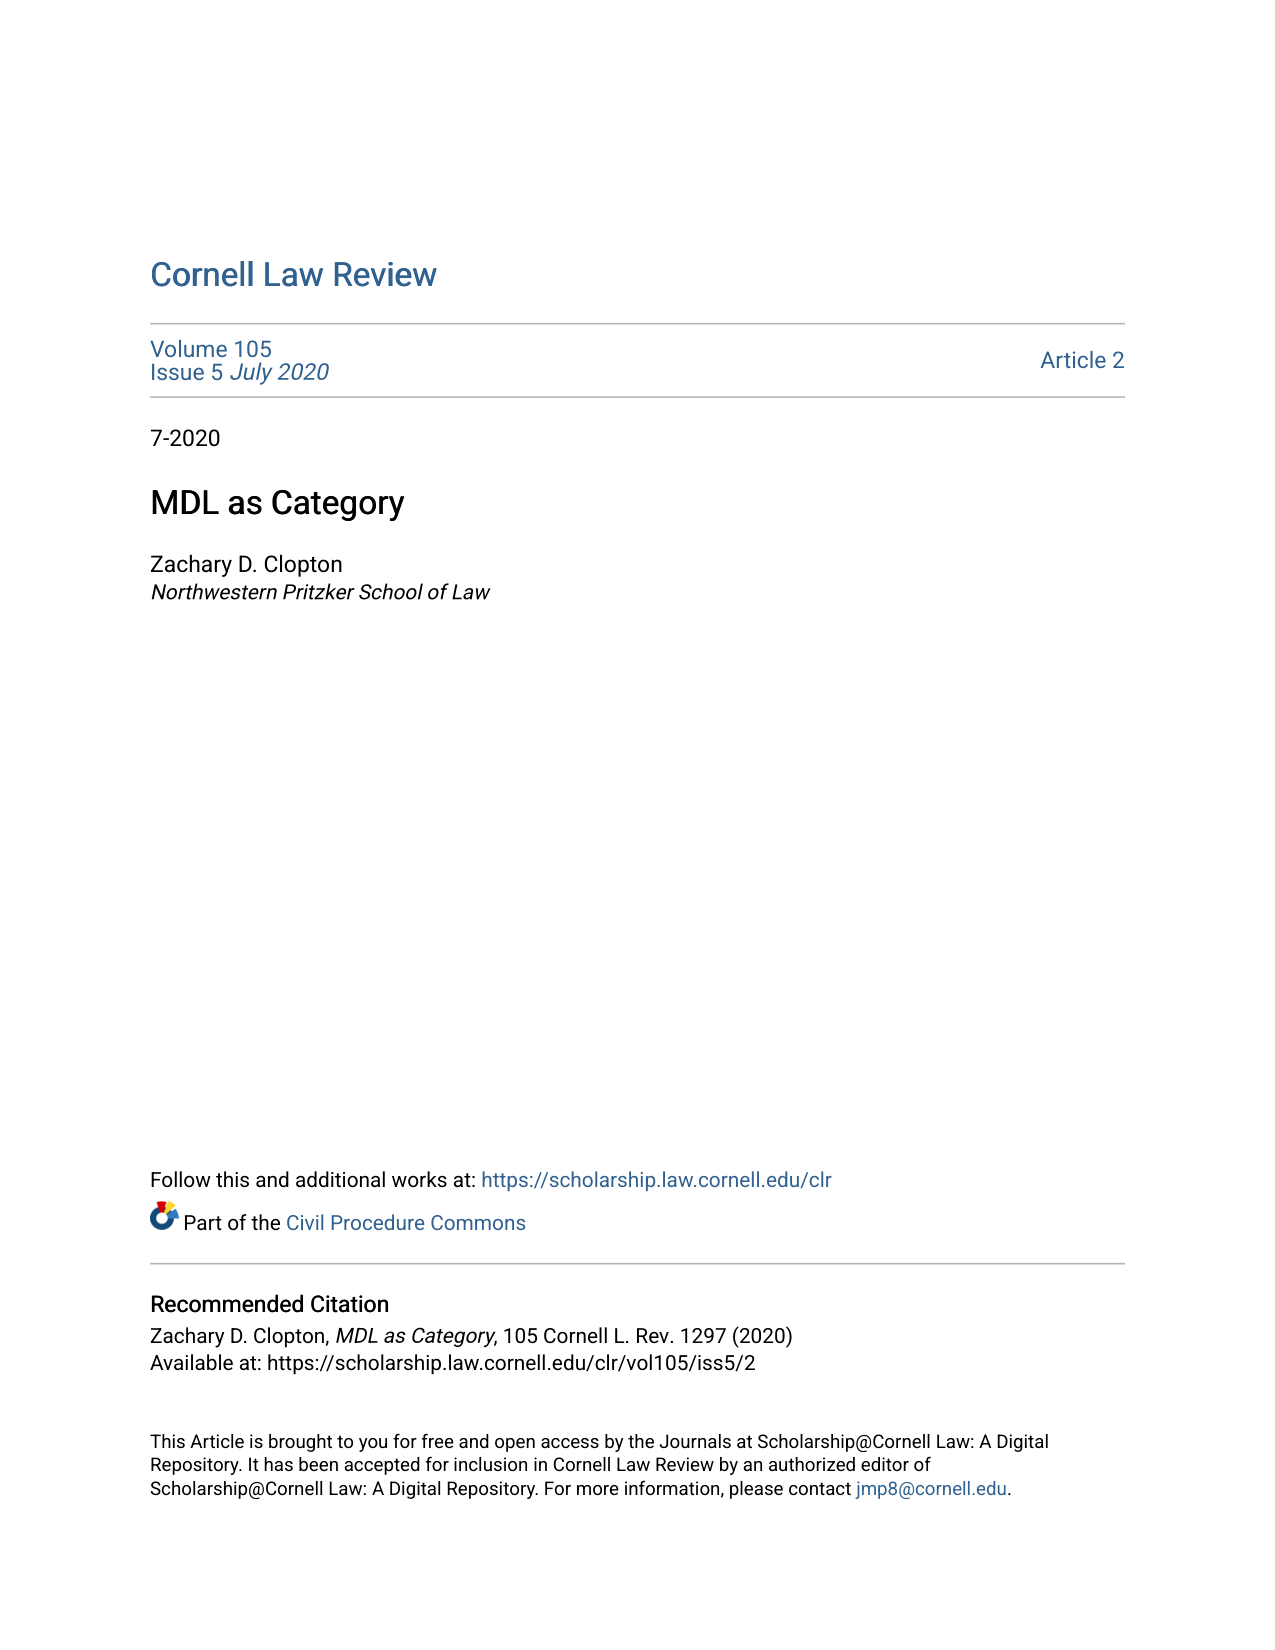 Cornell Law Review
Volume 105
Issue 5 July 2020
Article 2
7-2020
MDL as Category
Zachary D. Clopton
Northwestern Pritzker School of Law
Follow this and additional works at: https://scholarship.law.cornell.edu/clr
Part of the Civil Procedure Commons
Recommended Citation
Zachary D. Clopton, MDL as Category, 105 Cornell L. Rev. 1297 (2020)
Available at: https://scholarship.law.cornell.edu/clr/vol105/iss5/2
This Article is brought to you for free and open access by the Journals at Scholarship@Cornell Law: A Digital
Repository. It has been accepted for inclusion in Cornell Law Review by an authorized editor of
Scholarship@Cornell Law: A Digital Repository. For more information, please contact jmp8@cornell.edu.